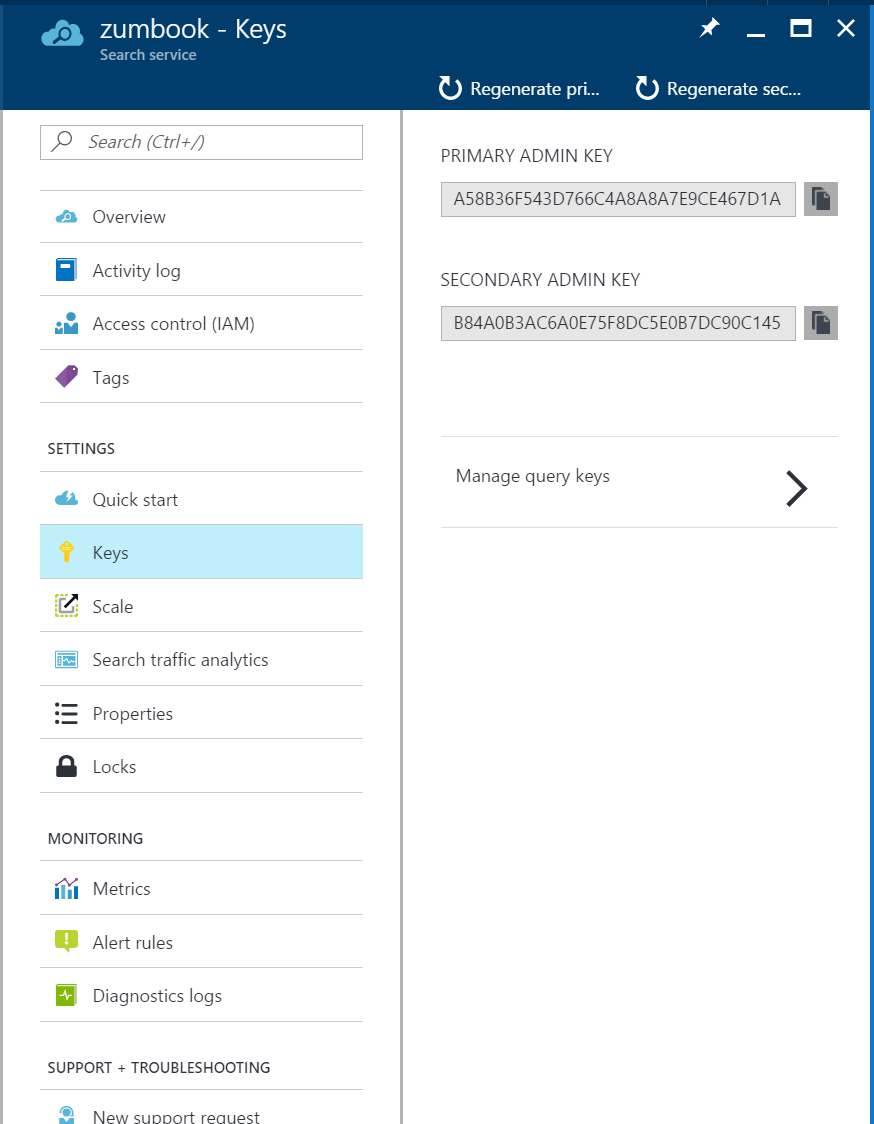 zumbook - Keys
Search service
Regenerate pri...
Regenerate sec...
Search (Ctrl+/)
Overview
Activity log
Access control (IAM)
Tags
SETTINGS
Quick start
Keys
Scale
Search traffic analytics
Properties
Locks
MONITORING
Metrics
Alert rules
Diagnostics logs
SUPPORT + TROUBLESHOOTING
New support request
PRIMARY ADMIN KEY
A58B36F543D766C4A8A8A7E9CE467D1A
SECONDARY ADMIN KEY
B84A0B3AC6A0E75F8DC5E0B7DC90C145
Manage query keys